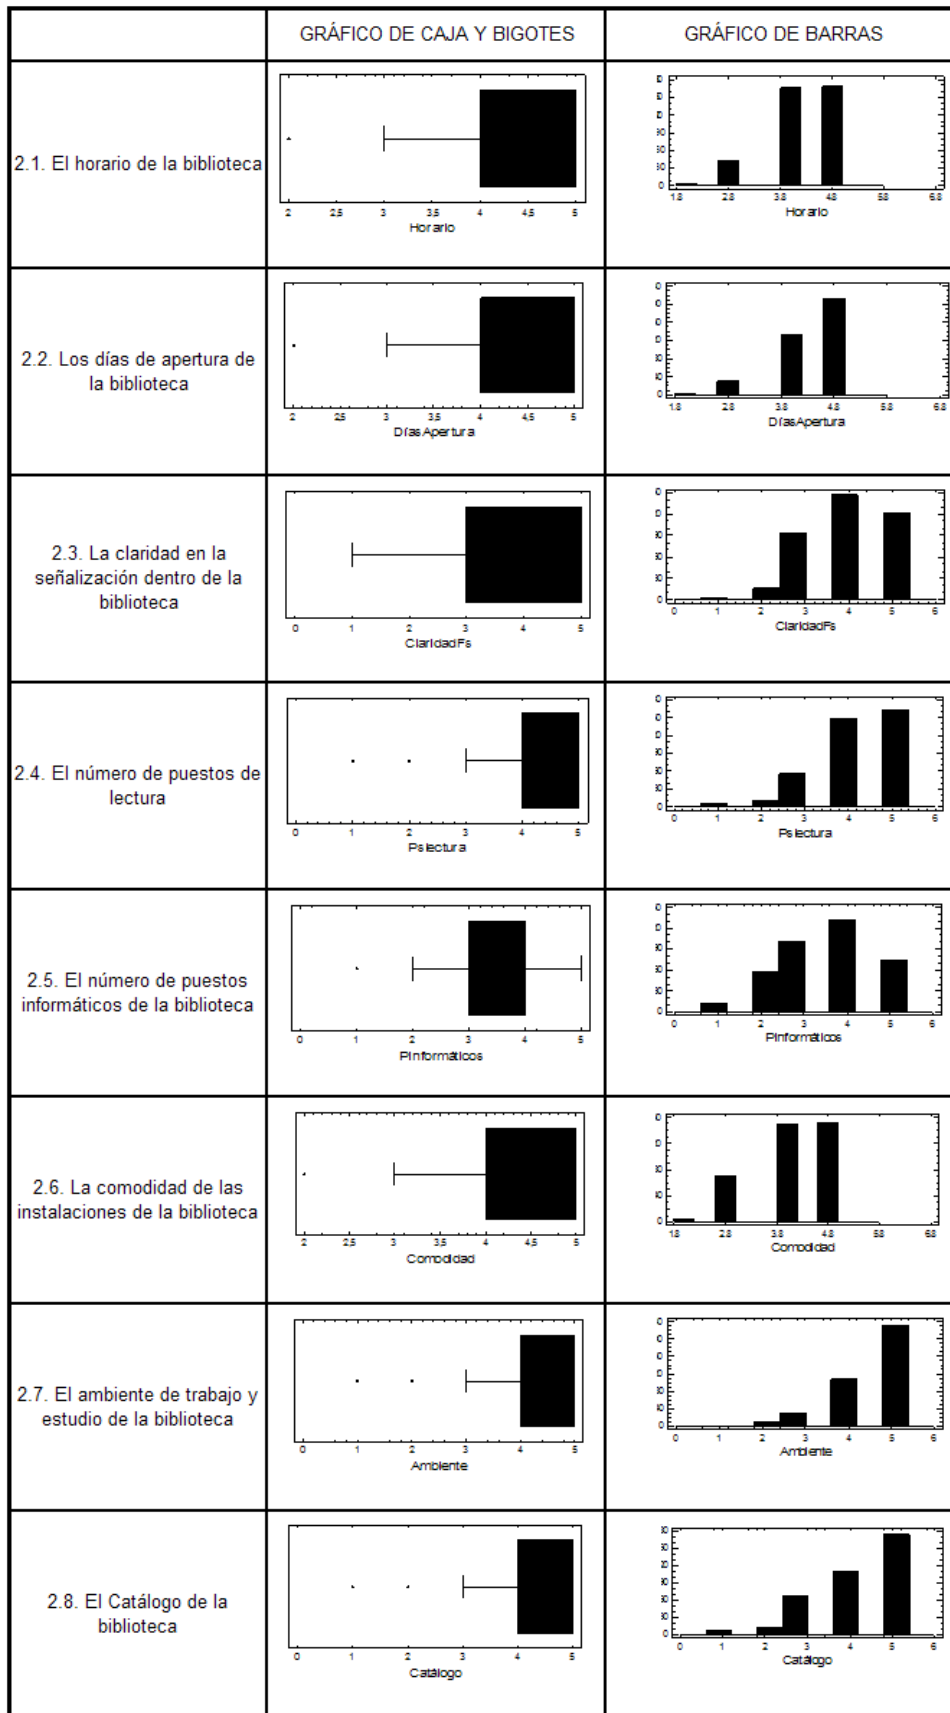 GRÁFICO DE CAJA Y BIGOTES
GRÁFICO DE BARRAS
2.1. El horario de la biblioteca
2 2,5 3 3,5 4 4,5 5
Horario
1.8 2.8 3.8 4.8 5.8 6.8
Horario
2.2. Los días de apertura de
la biblioteca
2 2,5 3 3,5 4 4,5 5
DíasApertura
1.8 2.8 3.8 4.8 5.8 6.8
DíasApertura
2.3. La claridad en la
señalización dentro de la
biblioteca
0 1 2 3 4 5
ClaridadFs
0 1 2 3 4 5 6
ClaridadFs
2.4. El número de puestos de
lectura
0 1 2 3 4 5
Pslectura
0 1 2 3 4 5 6
Pslectura
2.5. El número de puestos
informáticos de la biblioteca
0 1 2 3 4 5
Pinformáticos
0 1 2 3 4 5 6
Pinformáticos
2.6. La comodidad de las
instalaciones de la biblioteca
2 2,5 3 3,5 4 4,5 5
Comodidad
1.8 2.8 3.8 4.8 5.8 6.8
Comodidad
2.7. El ambiente de trabajo y
estudio de la biblioteca
0 1 2 3 4 5
Ambiente
0 1 2 3 4 5 6
Ambiente
2.8. El Catálogo de la
biblioteca
0 1 2 3 4 5
Catálogo
0 1 2 3 4 5 6
Catálogo